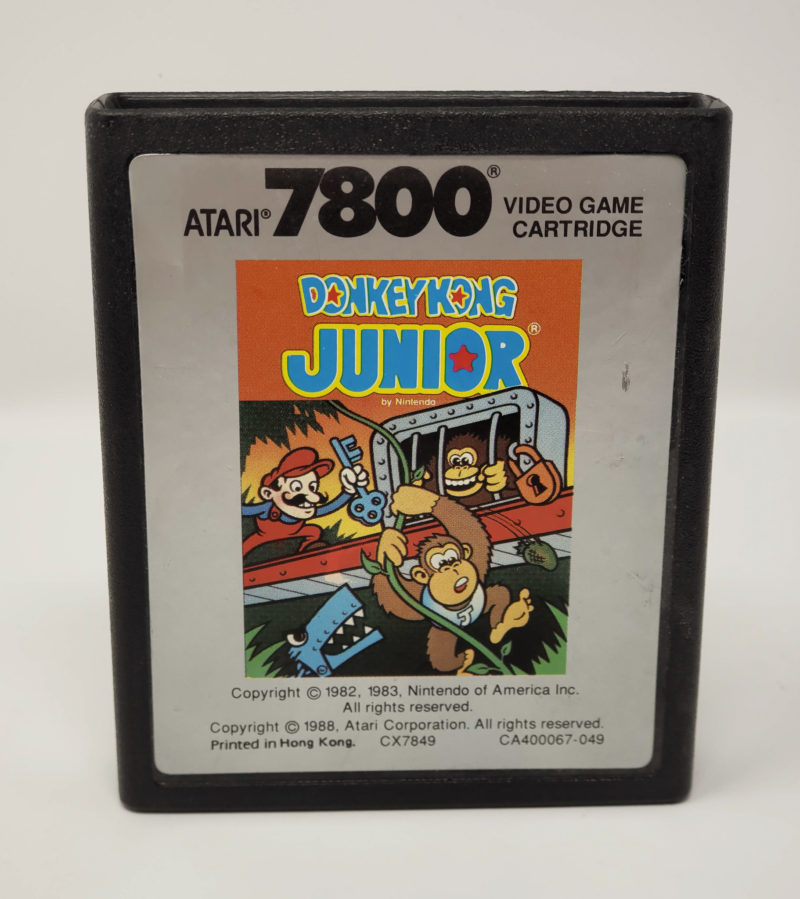 ATARI® 7800® VIDEO GAME
CARTRIDGE
DONKEY KONG
JUNIOR®
by Nintendo
J
Copyright © 1982, 1983, Nintendo of America Inc.
All rights reserved.
Copyright © 1988, Atari Corporation. All rights reserved.
Printed in Hong Kong. CX7849 CA400067-049